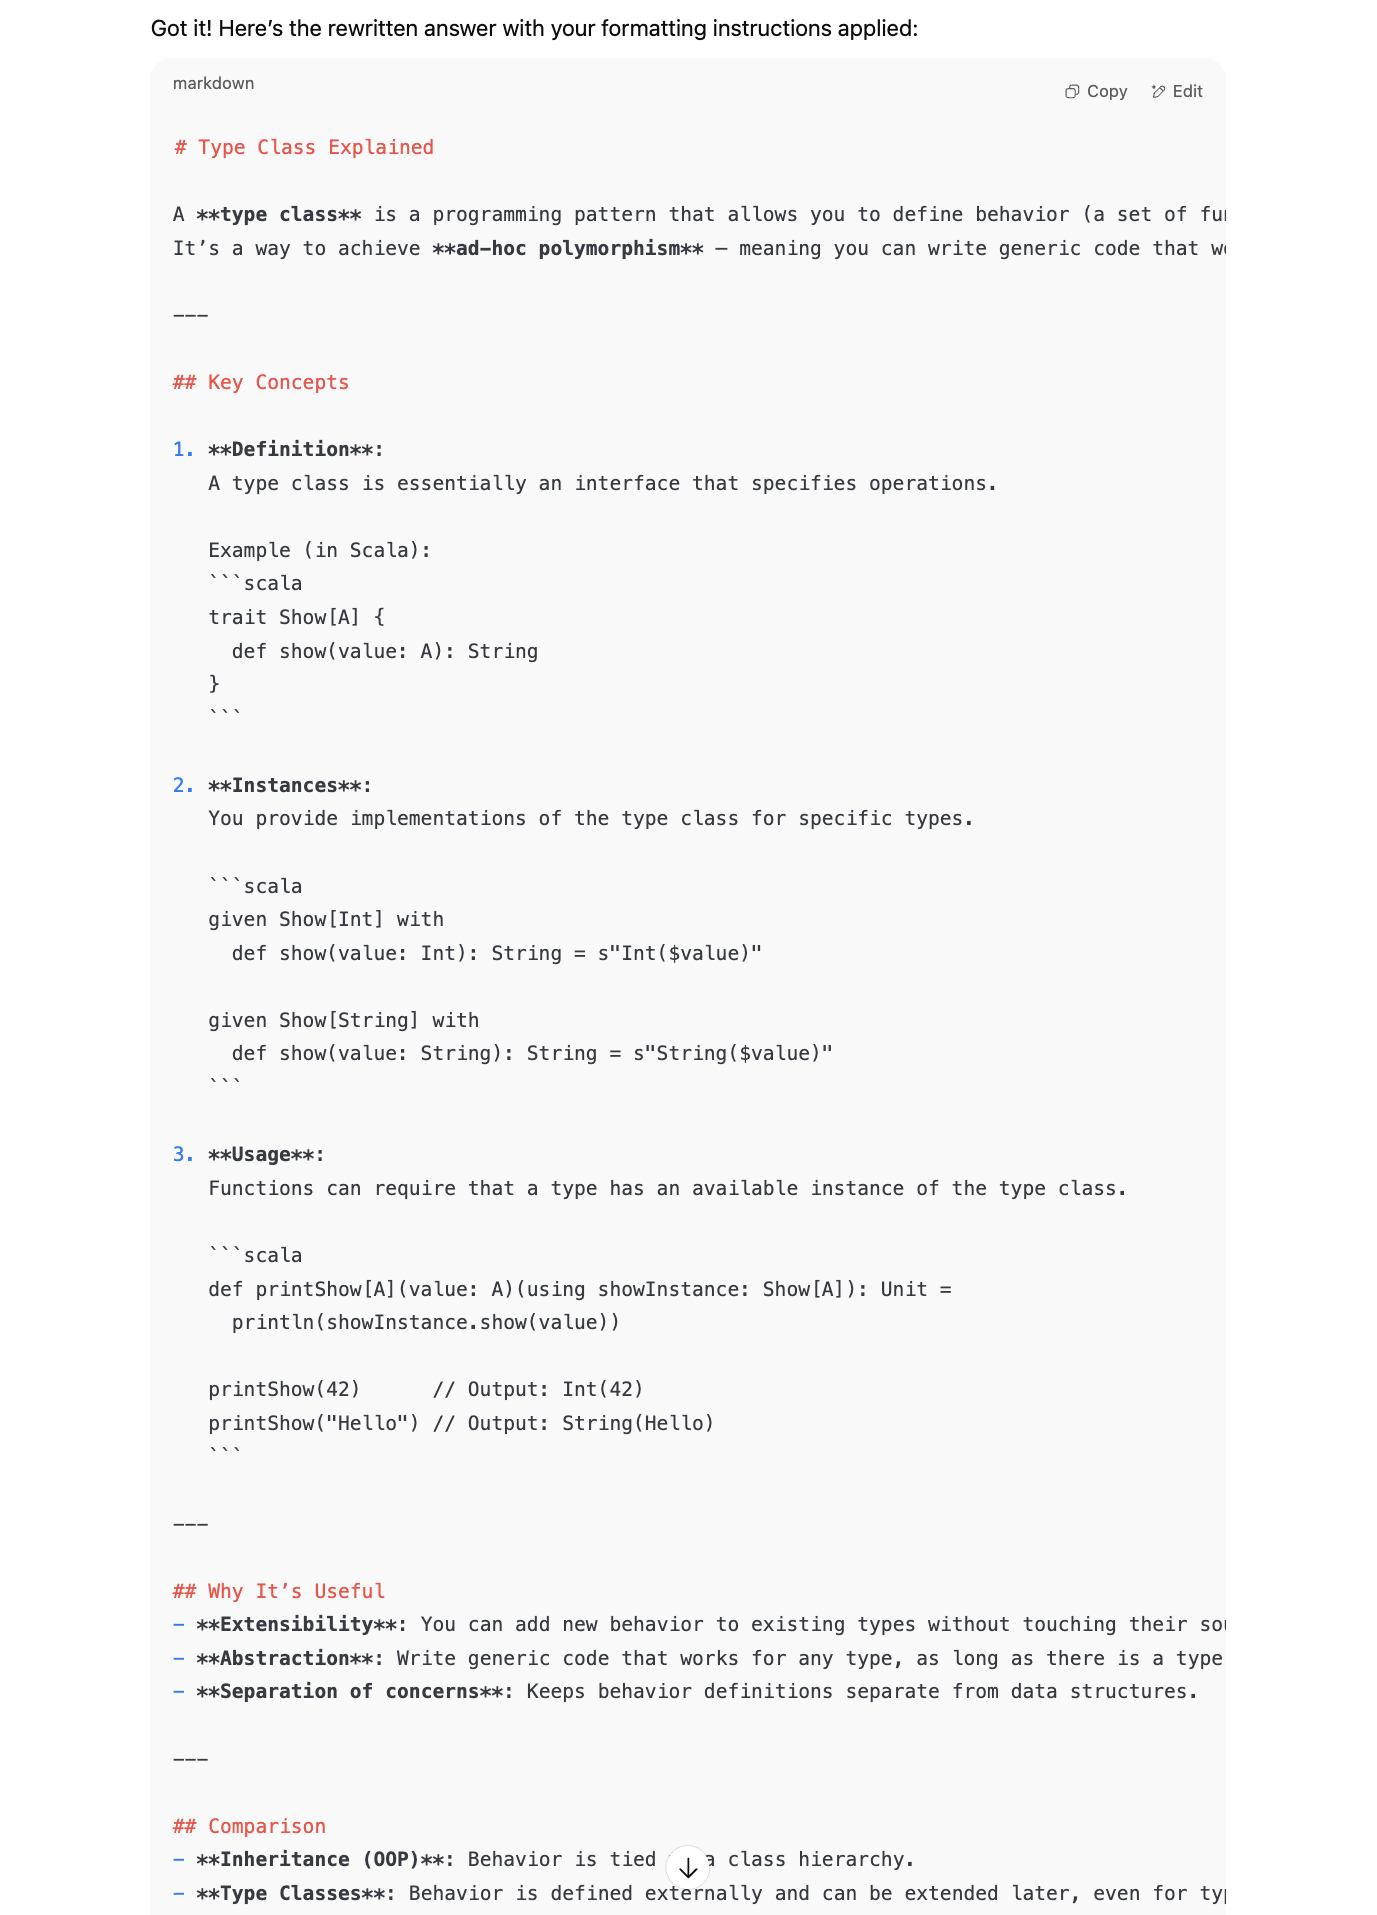 Got it! Here’s the rewritten answer with your formatting instructions applied:
markdown
Copy Edit
# Type Class Explained
A **type class** is a programming pattern that allows you to define behavior (a set of
It’s a way to achieve **ad-hoc polymorphism** — meaning you can write generic code that
---
## Key Concepts
1. **Definition**:
A type class is essentially an interface that specifies operations.
Example (in Scala):
```scala
trait Show[A] {
def show(value: A): String
}
```
2. **Instances**:
You provide implementations of the type class for specific types.
```scala
given Show[Int] with
def show(value: Int): String = s"Int($value)"
given Show[String] with
def show(value: String): String = s"String($value)"
```
3. **Usage**:
Functions can require that a type has an available instance of the type class.
```scala
def printShow[A](value: A)(using showInstance: Show[A]): Unit =
println(showInstance.show(value))
printShow(42)      // Output: Int(42)
printShow("Hello") // Output: String(Hello)
```
---
## Why It’s Useful
- **Extensibility**: You can add new behavior to existing types without touching their
- **Abstraction**: Write generic code that works for any type, as long as there is a type
- **Separation of concerns**: Keeps behavior definitions separate from data structures.
---
## Comparison
- **Inheritance (OOP)**: Behavior is tied a class hierarchy.
- **Type Classes**: Behavior is defined externally and can be extended later, even for